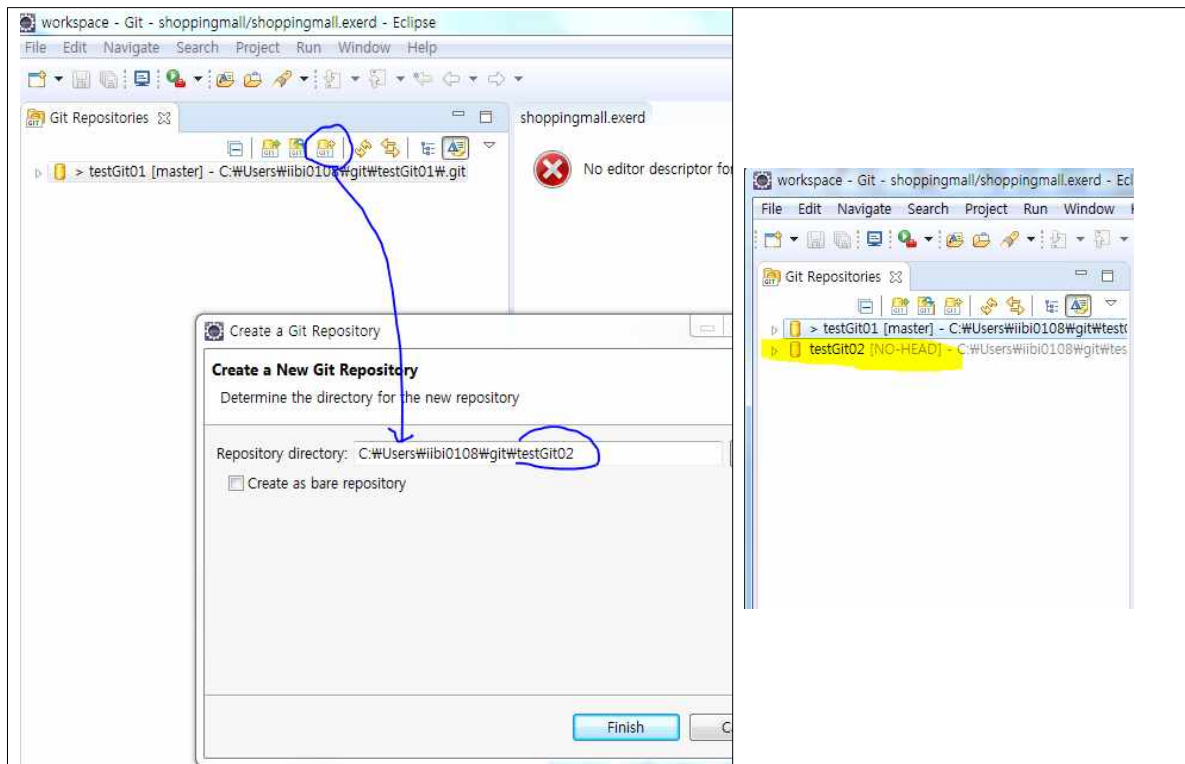 workspace - Git - shoppingmall/shoppingmall.exerd - Eclipse
File Edit Navigate Search Project Run Window Help
Git Repositories
shoppingmall.exerd
> testGit01 [master] - C:₩Users₩iibi0108₩git₩testGit01₩.git
No editor descriptor for
Create a Git Repository
Create a New Git Repository
Determine the directory for the new repository
Repository directory: C:₩Users₩iibi0108₩git₩testGit02
Create as bare repository
Finish
C
workspace - Git - shoppingmall/shoppingmall.exerd - Ecl
File Edit Navigate Search Project Run Window
Git Repositories
> testGit01 [master] - C:₩Users₩iibi0108₩git₩test
testGit02 [NO-HEAD] - C:₩Users₩iibi0108₩git₩tes